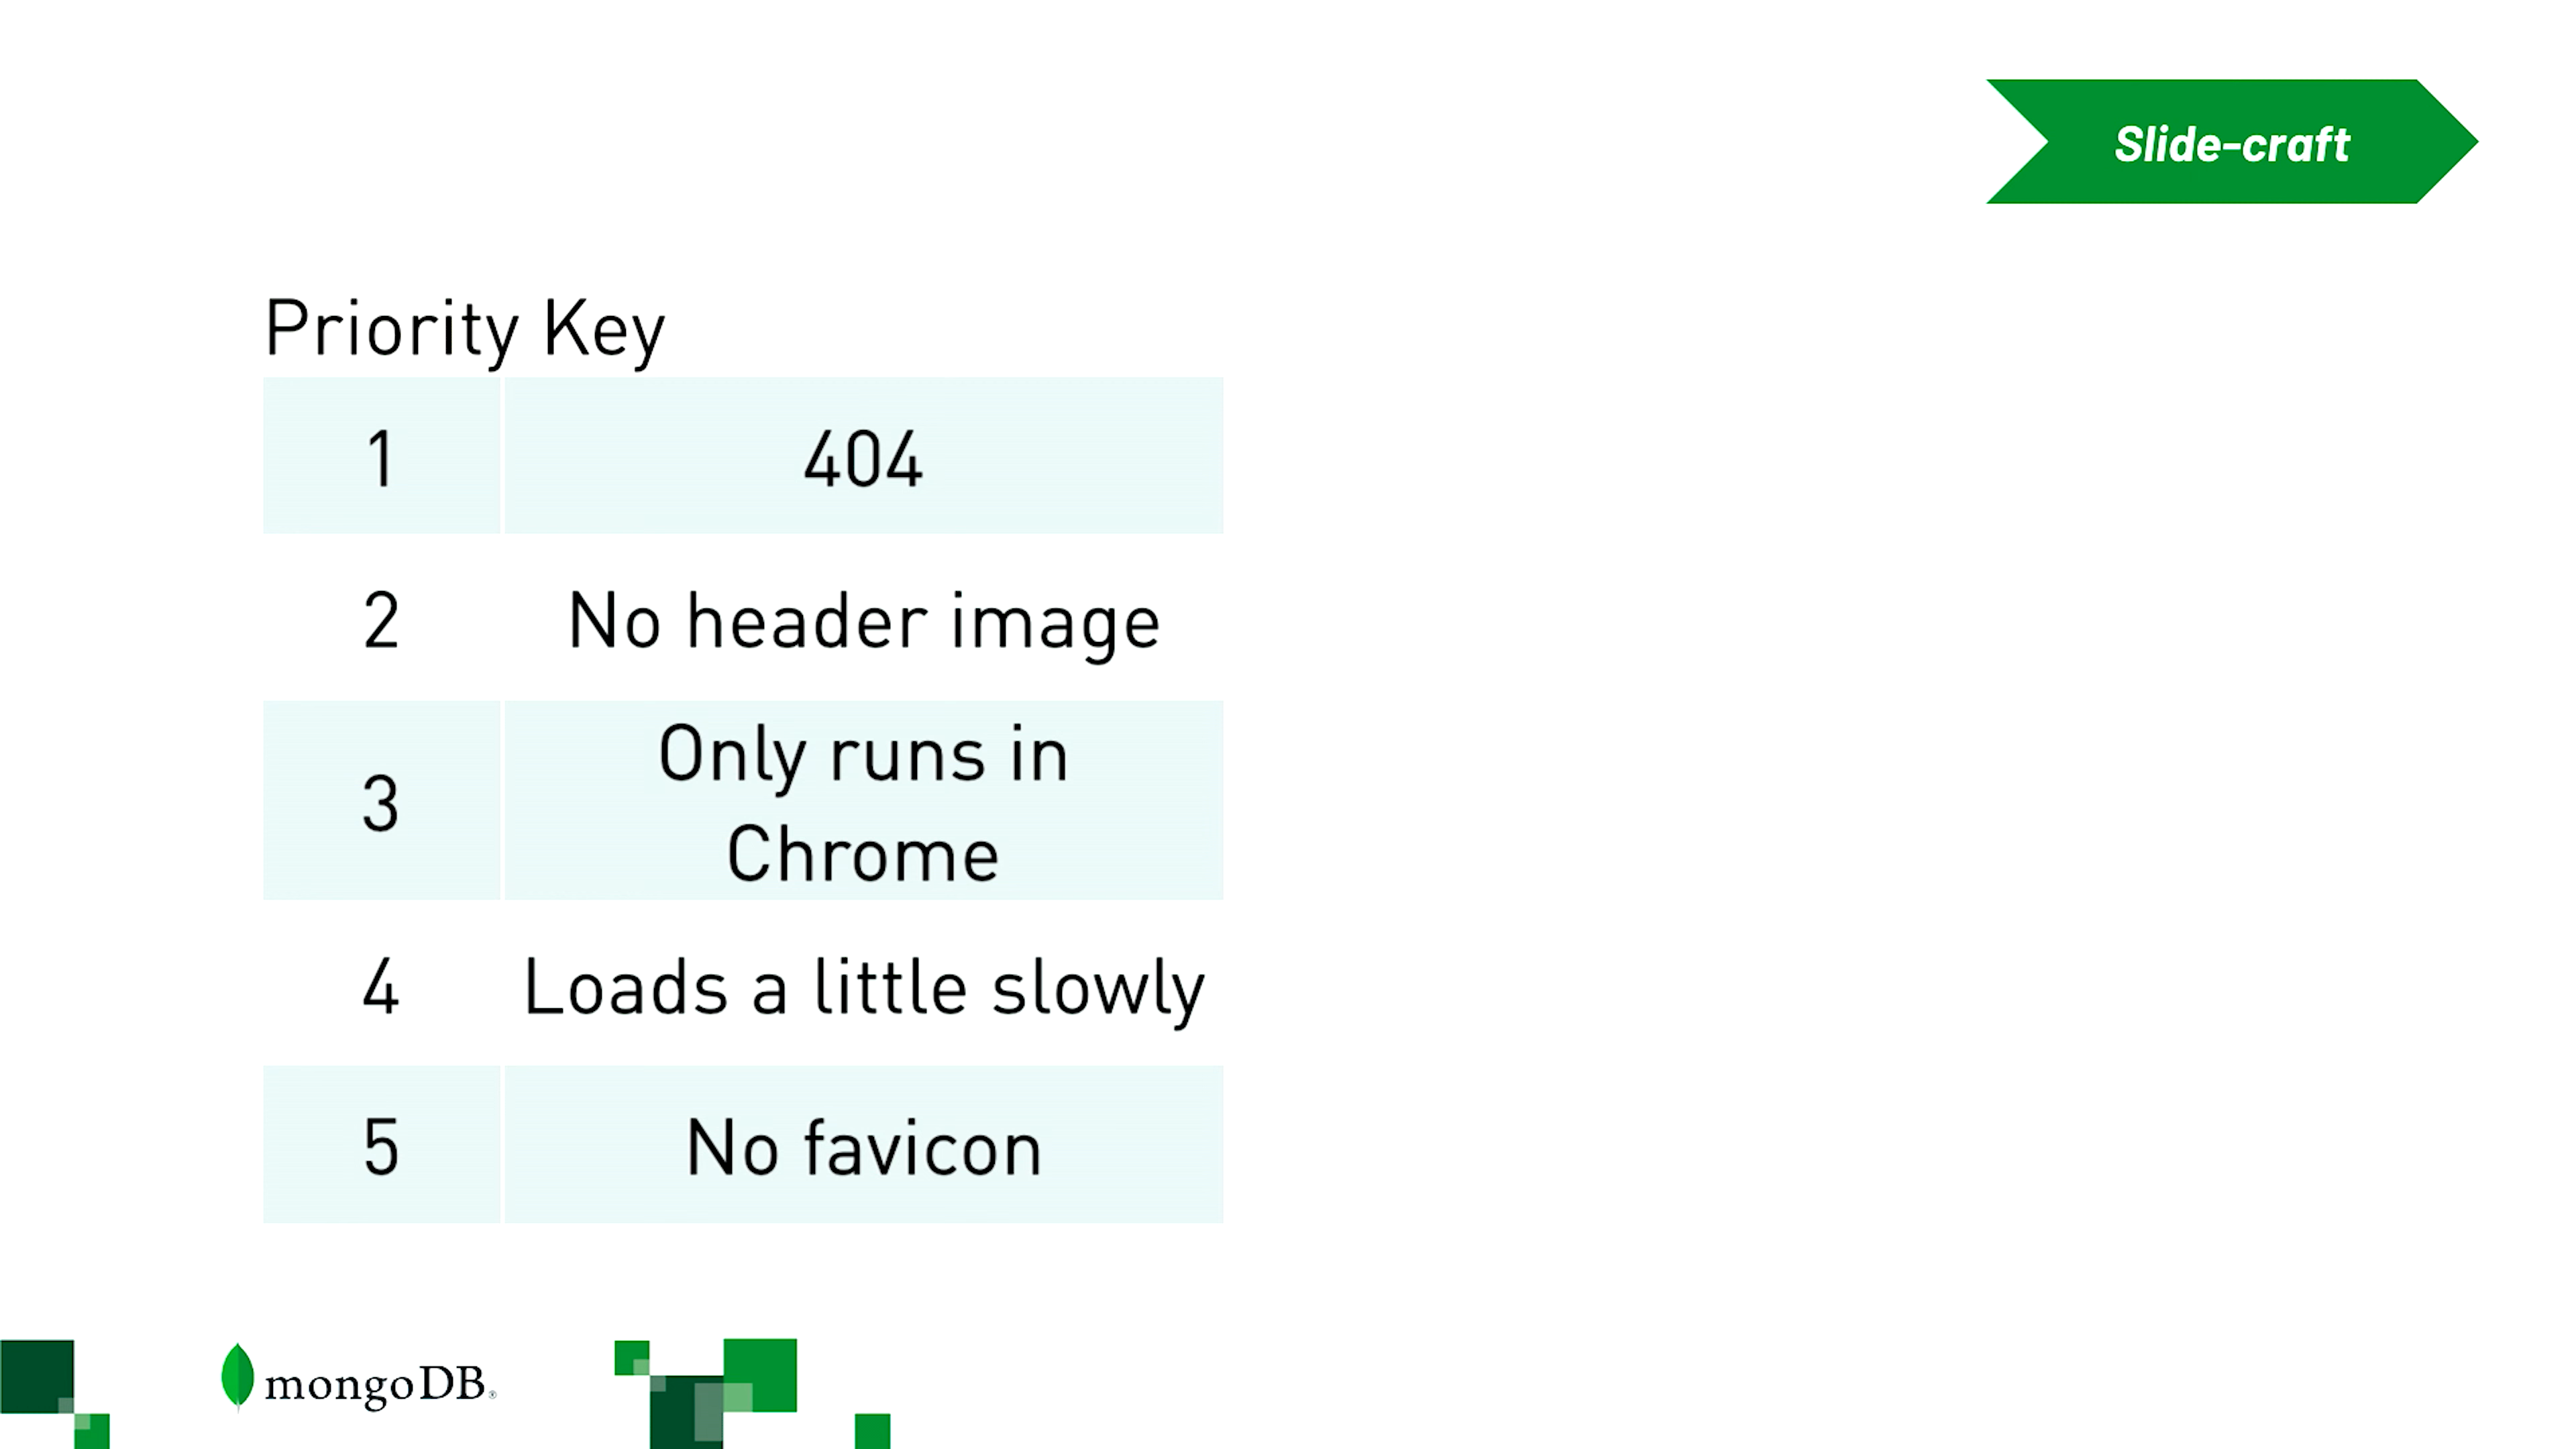 Slide-craft
Priority Key
1 404
2 No header image
3 Only runs in
Chrome
4 Loads a little slowly
5 No favicon
mongoDB®